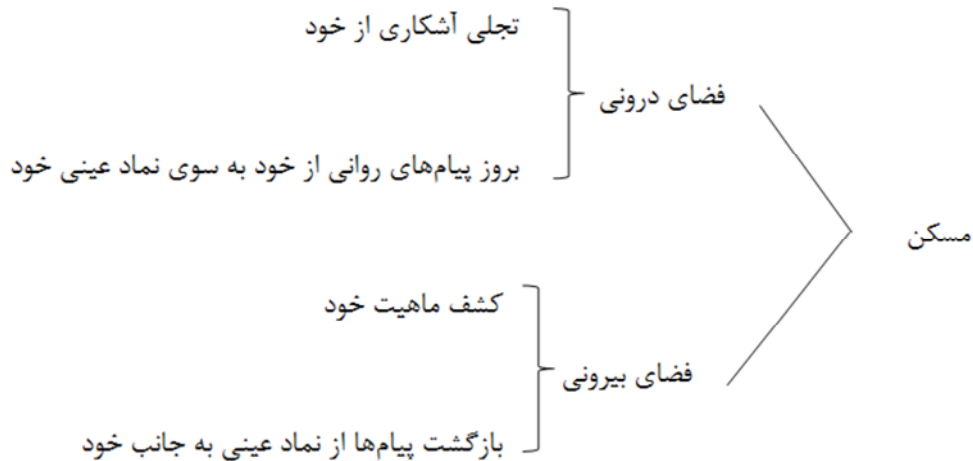 مسکن
فضای درونی
تجلی آشکاری از خود
بروز پیام‌های روانی از خود به سوی نماد عینی خود
فضای بیرونی
کشف ماهیت خود
بازگشت پیام‌ها از نماد عینی به جانب خود